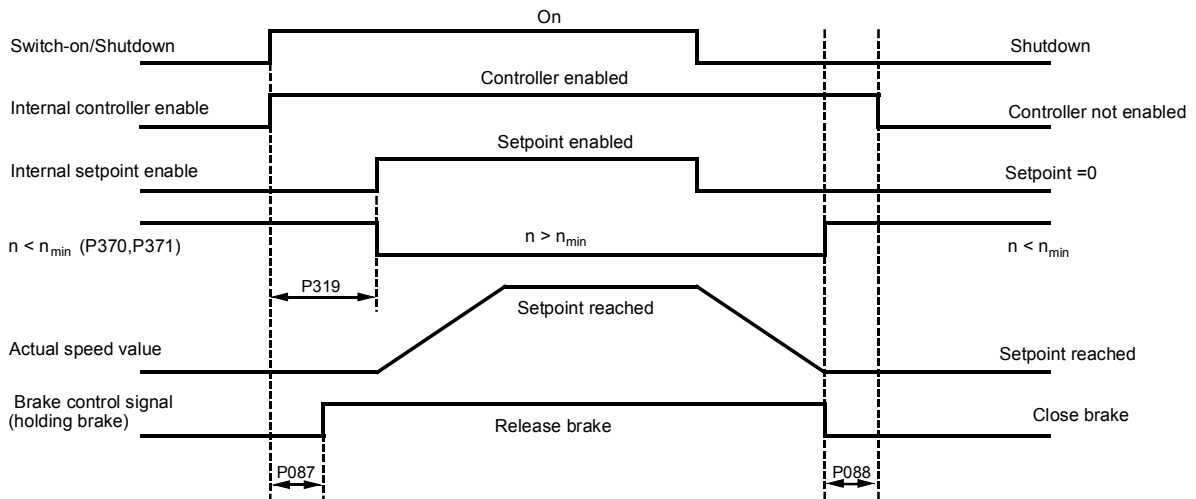 On
Switch-on/Shutdown
Shutdown
Controller enabled
Internal controller enable
Controller not enabled
Setpoint enabled
Internal setpoint enable
Setpoint =0
n < nmin (P370,P371)
n > nmin
n < nmin
P319
Setpoint reached
Actual speed value
Setpoint reached
Brake control signal
(holding brake)
Release brake
Close brake
P087
P088